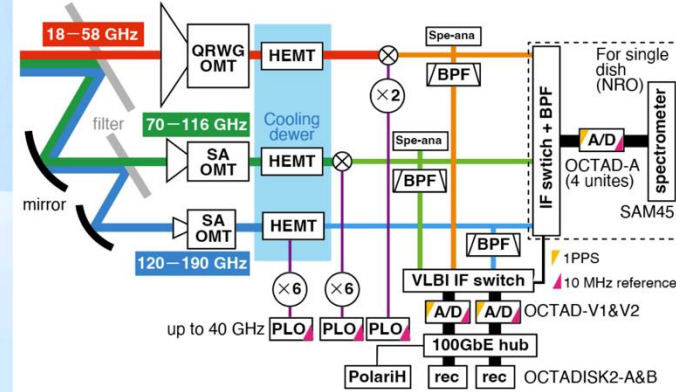 18−58 GHz
QRWG
OMT
HEMT
Spe-ana
BPF
×2
For single
dish
(NRO)
70−116 GHz
filter
Cooling
dewer
SA
OMT
HEMT
Spe-ana
BPF
IF swtich + BPF
A/D
OCTAD-A
(4 unites)
spectrometer
SAM45
mirror
SA
OMT
HEMT
BPF
120−190 GHz
×6
×6
VLBI IF switch
1PPS
10 MHz reference
up to 40 GHz
PLO
PLO
PLO
A/D
A/D
OCTAD-V1&V2
100GbE hub
PolariH
rec
rec
OCTADISK2-A&B